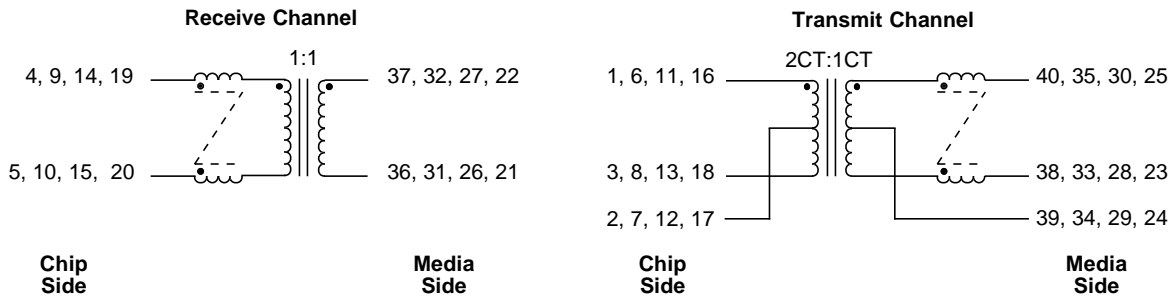 Receive Channel
1:1
4, 9, 14, 19
37, 32, 27, 22
5, 10, 15, 20
36, 31, 26, 21
Chip
Side
Media
Side
Transmit Channel
2CT:1CT
1, 6, 11, 16
40, 35, 30, 25
3, 8, 13, 18
38, 33, 28, 23
2, 7, 12, 17
39, 34, 29, 24
Chip
Side
Media
Side